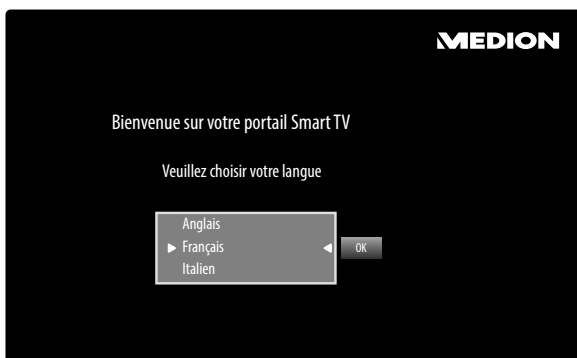 MEDION
Bienvenue sur votre portail Smart TV
Veuillez choisir votre langue
Anglais
Français
OK
Italien